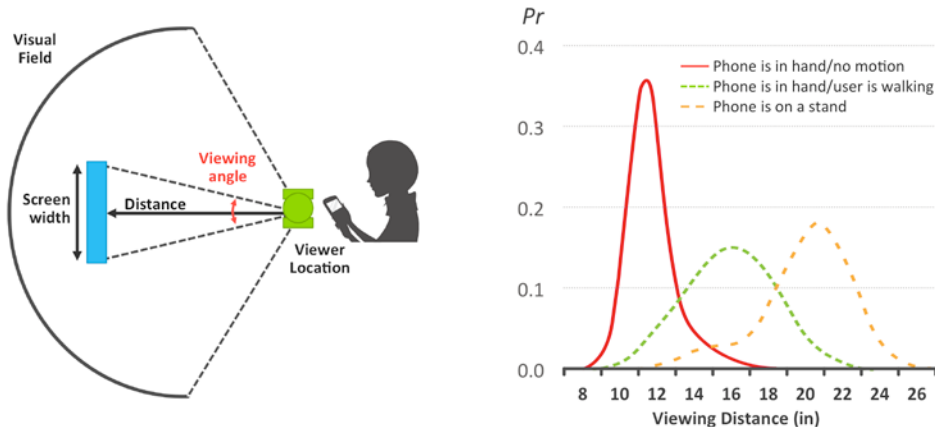 Visual
Field
Screen
width
Distance
Viewing
angle
Viewer
Location
Pr
0.4
0.3
0.2
0.1
0.0
Phone is in hand/no motion
Phone is in hand/user is walking
Phone is on a stand
8 10 12 14 16 18 20 22 24 26
Viewing Distance (in)